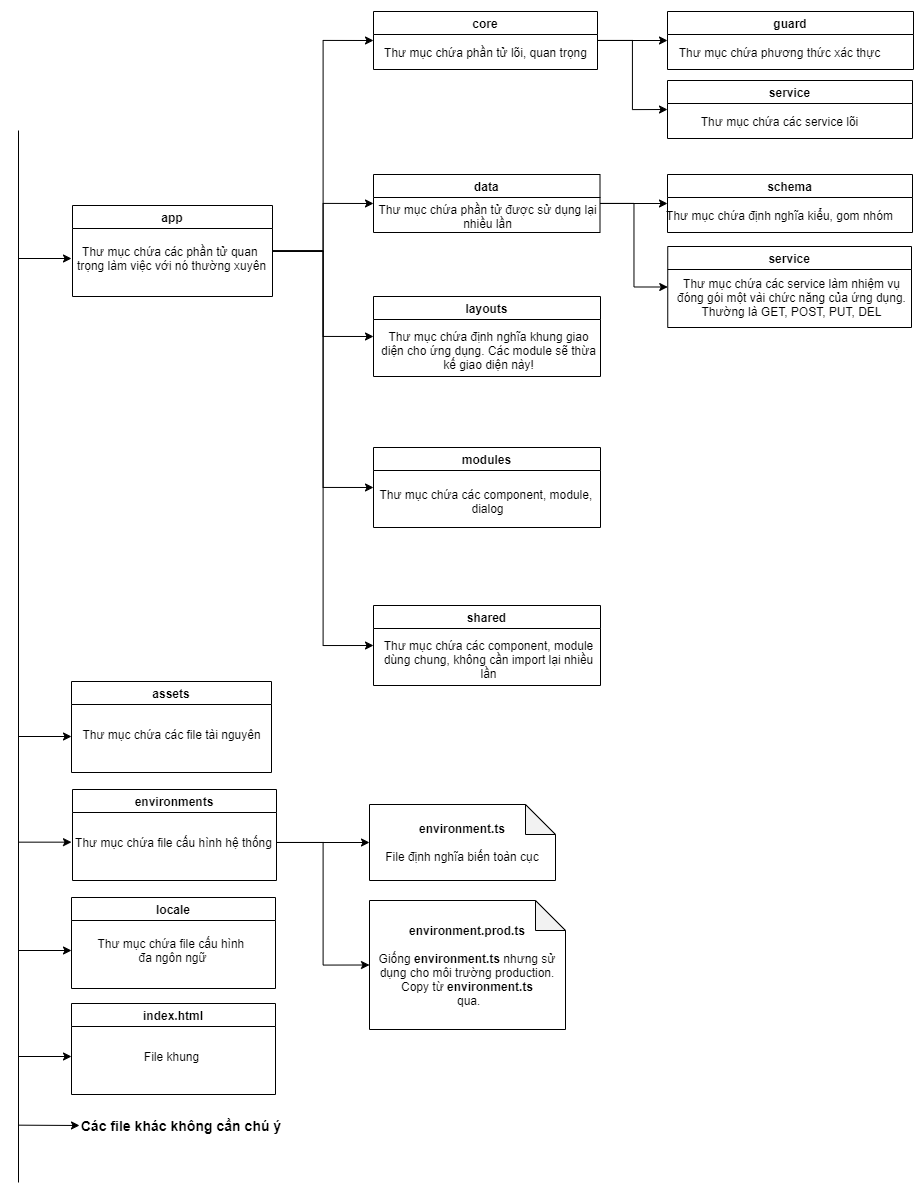 core
Thư mục chứa phần tử lõi, quan trọng
guard
Thư mục chứa phương thức xác thực
service
Thư mục chứa các service lõi
app
Thư mục chứa các phần tử quan
trọng làm việc với nó thường xuyên
data
Thư mục chứa phần tử được sử dụng lại
nhiều lần
schema
Thư mục chứa định nghĩa kiểu, gom nhóm
service
Thư mục chứa các service làm nhiệm vụ
đóng gói một vài chức năng của ứng dụng.
Thường là GET, POST, PUT, DEL
layouts
Thư mục chứa định nghĩa khung giao
diện cho ứng dụng. Các module sẽ thừa
kế giao diện này!
modules
Thư mục chứa các component, module,
dialog
shared
Thư mục chứa các component, module
dùng chung, không cần import lại nhiều
lần
assets
Thư mục chứa các file tài nguyên
environments
Thư mục chứa file cấu hình hệ thống
environment.ts
File định nghĩa biến toàn cục
locale
Thư mục chứa file cấu hình
đa ngôn ngữ
environment.prod.ts
Giống environment.ts nhưng sử
dụng cho môi trường production.
Copy từ environment.ts
qua.
index.html
File khung
Các file khác không cần chú ý